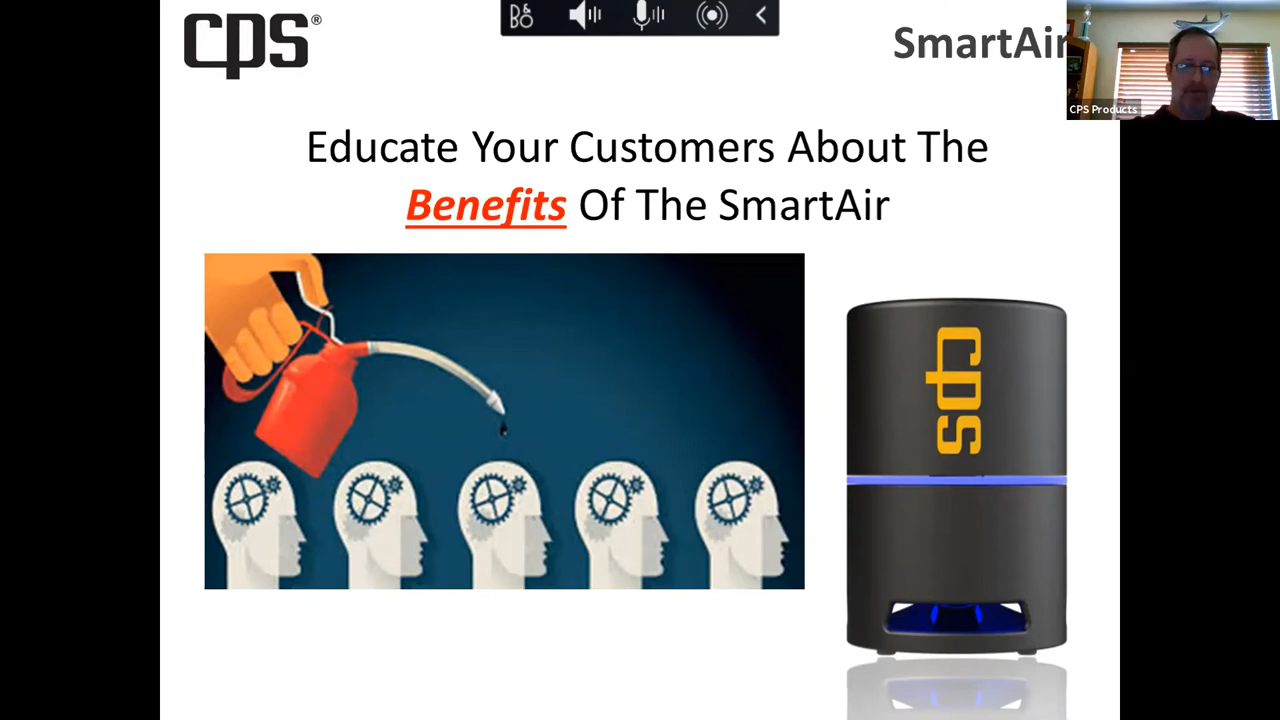 cps®
B&O
SmartAir
CPS Products
Educate Your Customers About The
Benefits Of The SmartAir
cps